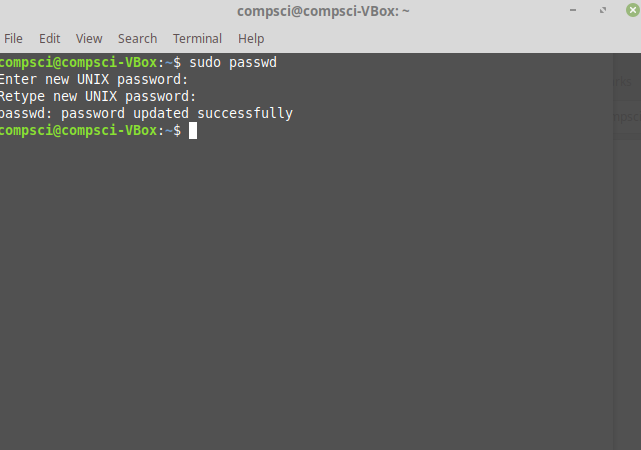 compsci@compsci-VBox: ~
File Edit View Search Terminal Help
compsci@compsci-VBox:~$ sudo passwd
Enter new UNIX password:
Retype new UNIX password:
passwd: password updated successfully
compsci@compsci-VBox:~$